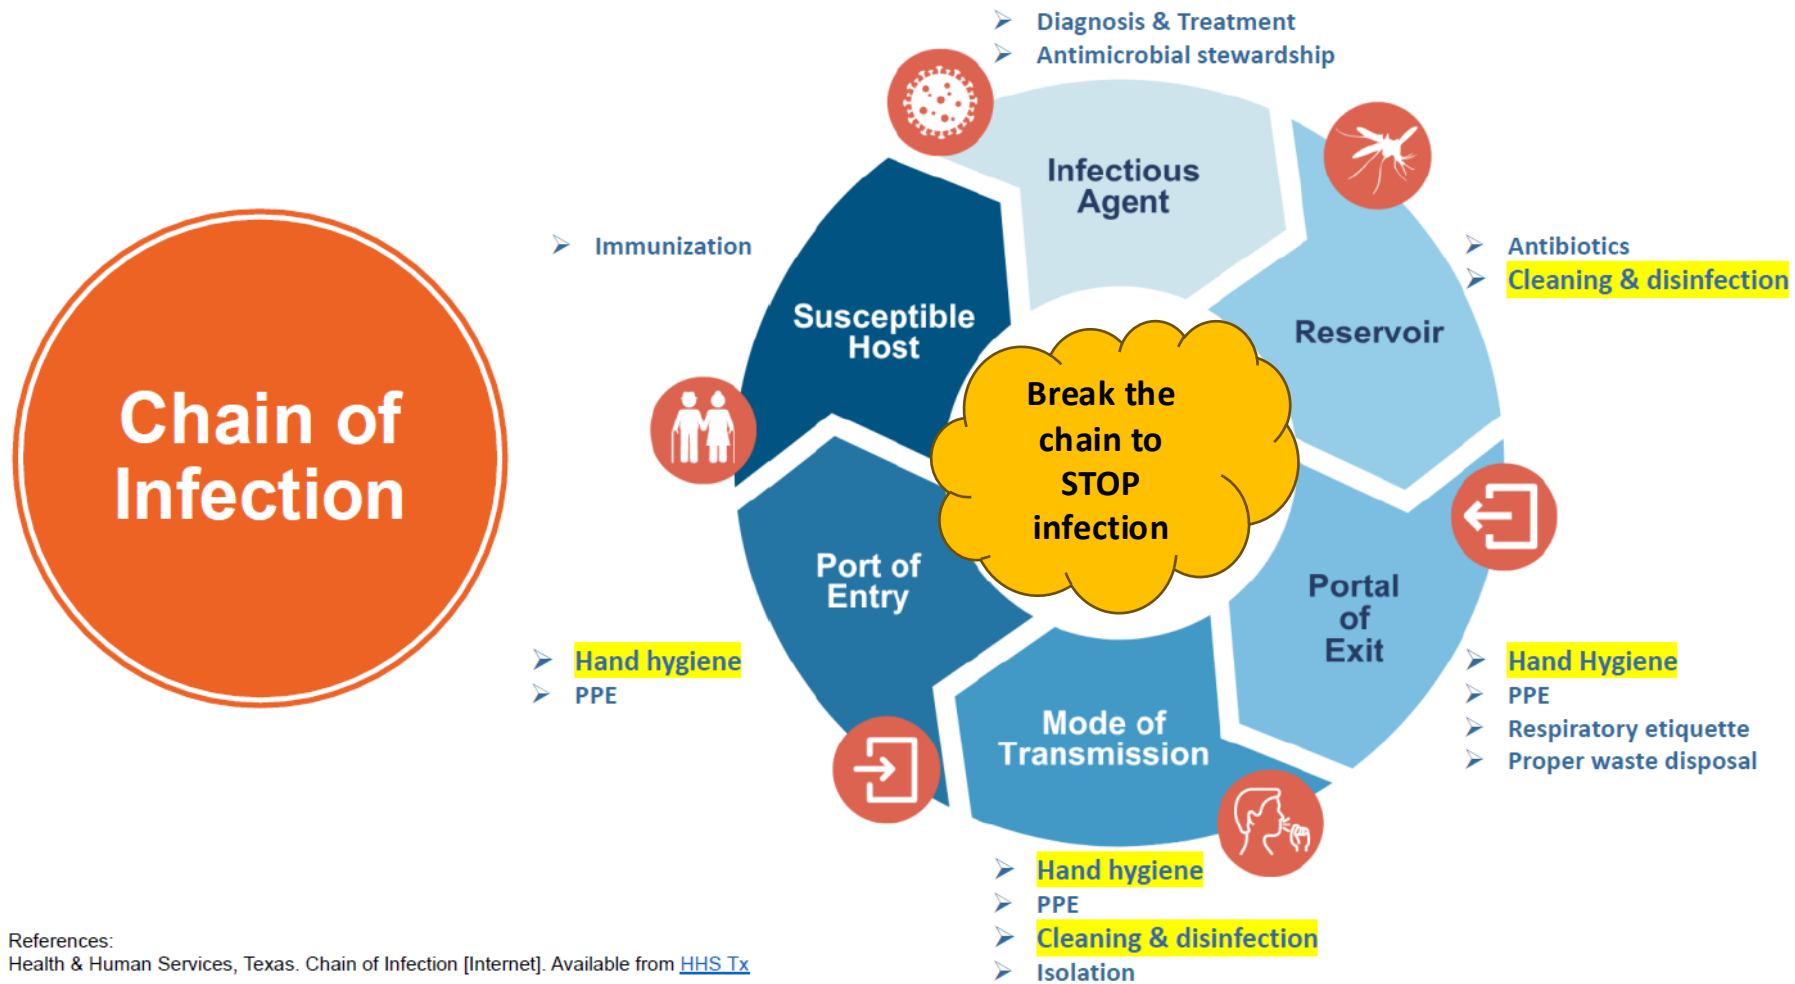 Chain of
Infection
➢ Diagnosis & Treatment
➢ Antimicrobial stewardship
Infectious
Agent
➢ Antibiotics
➢ Cleaning & disinfection
Reservoir
Portal
of
Exit
➢ Hand Hygiene
➢ PPE
➢ Respiratory etiquette
➢ Proper waste disposal
Mode of
Transmission
➢ Hand hygiene
➢ PPE
➢ Cleaning & disinfection
➢ Isolation
Port of
Entry
➢ Hand hygiene
➢ PPE
Susceptible
Host
➢ Immunization
Break the
chain to
STOP
infection
References:
Health & Human Services, Texas. Chain of Infection [Internet]. Available from HHS Tx